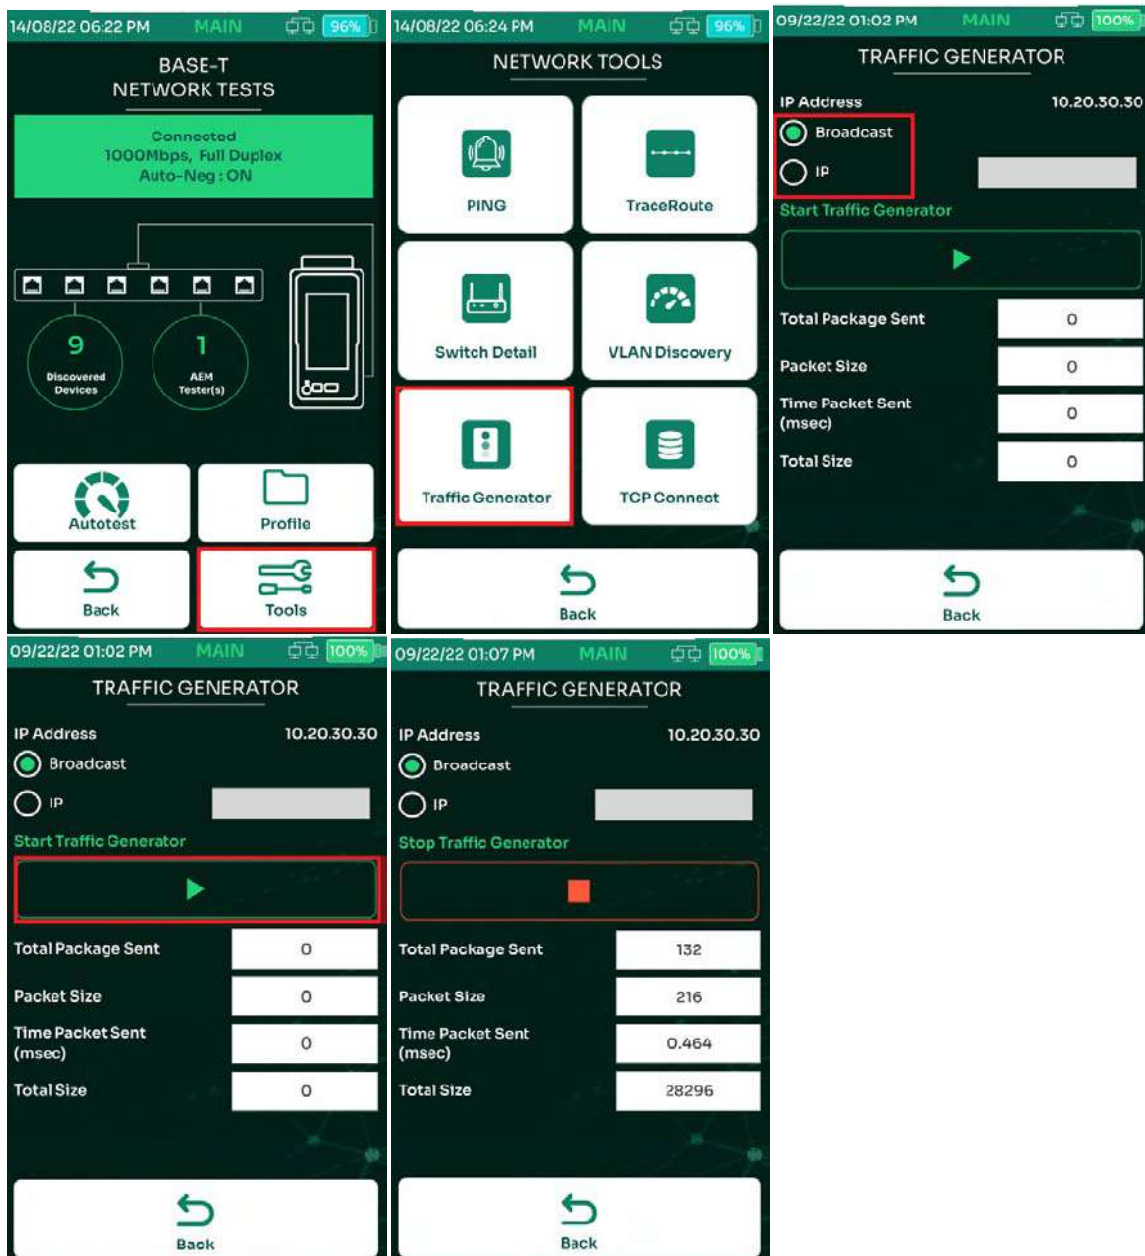 14/08/22 06:22 PM MAIN 96%
BASE-T
NETWORK TESTS
Connected
1000Mbps, Full Duplex
Auto-Neg : ON
9
Discovered
Devices
1
AEM
Tester(s)
Autotest
Profile
Back
Tools
14/08/22 06:24 PM MAIN 96%
NETWORK TOOLS
PING
TraceRoute
Switch Detail
VLAN Discovery
Traffic Generator
TCP Connect
Back
09/22/22 01:02 PM MAIN 100%
TRAFFIC GENERATOR
IP Address 10.20.30.30
Broadcast
IP
Start Traffic Generator
Total Package Sent 0
Packet Size 0
Time Packet Sent
(msec) 0
Total Size 0
Back
09/22/22 01:02 PM MAIN 100%
TRAFFIC GENERATOR
IP Address 10.20.30.30
Broadcast
IP
Start Traffic Generator
Total Package Sent 0
Packet Size 0
Time Packet Sent
(msec) 0
Total Size 0
Back
09/22/22 01:07 PM MAIN 100%
TRAFFIC GENERATOR
IP Address 10.20.30.30
Broadcast
IP
Stop Traffic Generator
Total Package Sent 132
Packet Size 216
Time Packet Sent
(msec) 0.464
Total Size 28296
Back